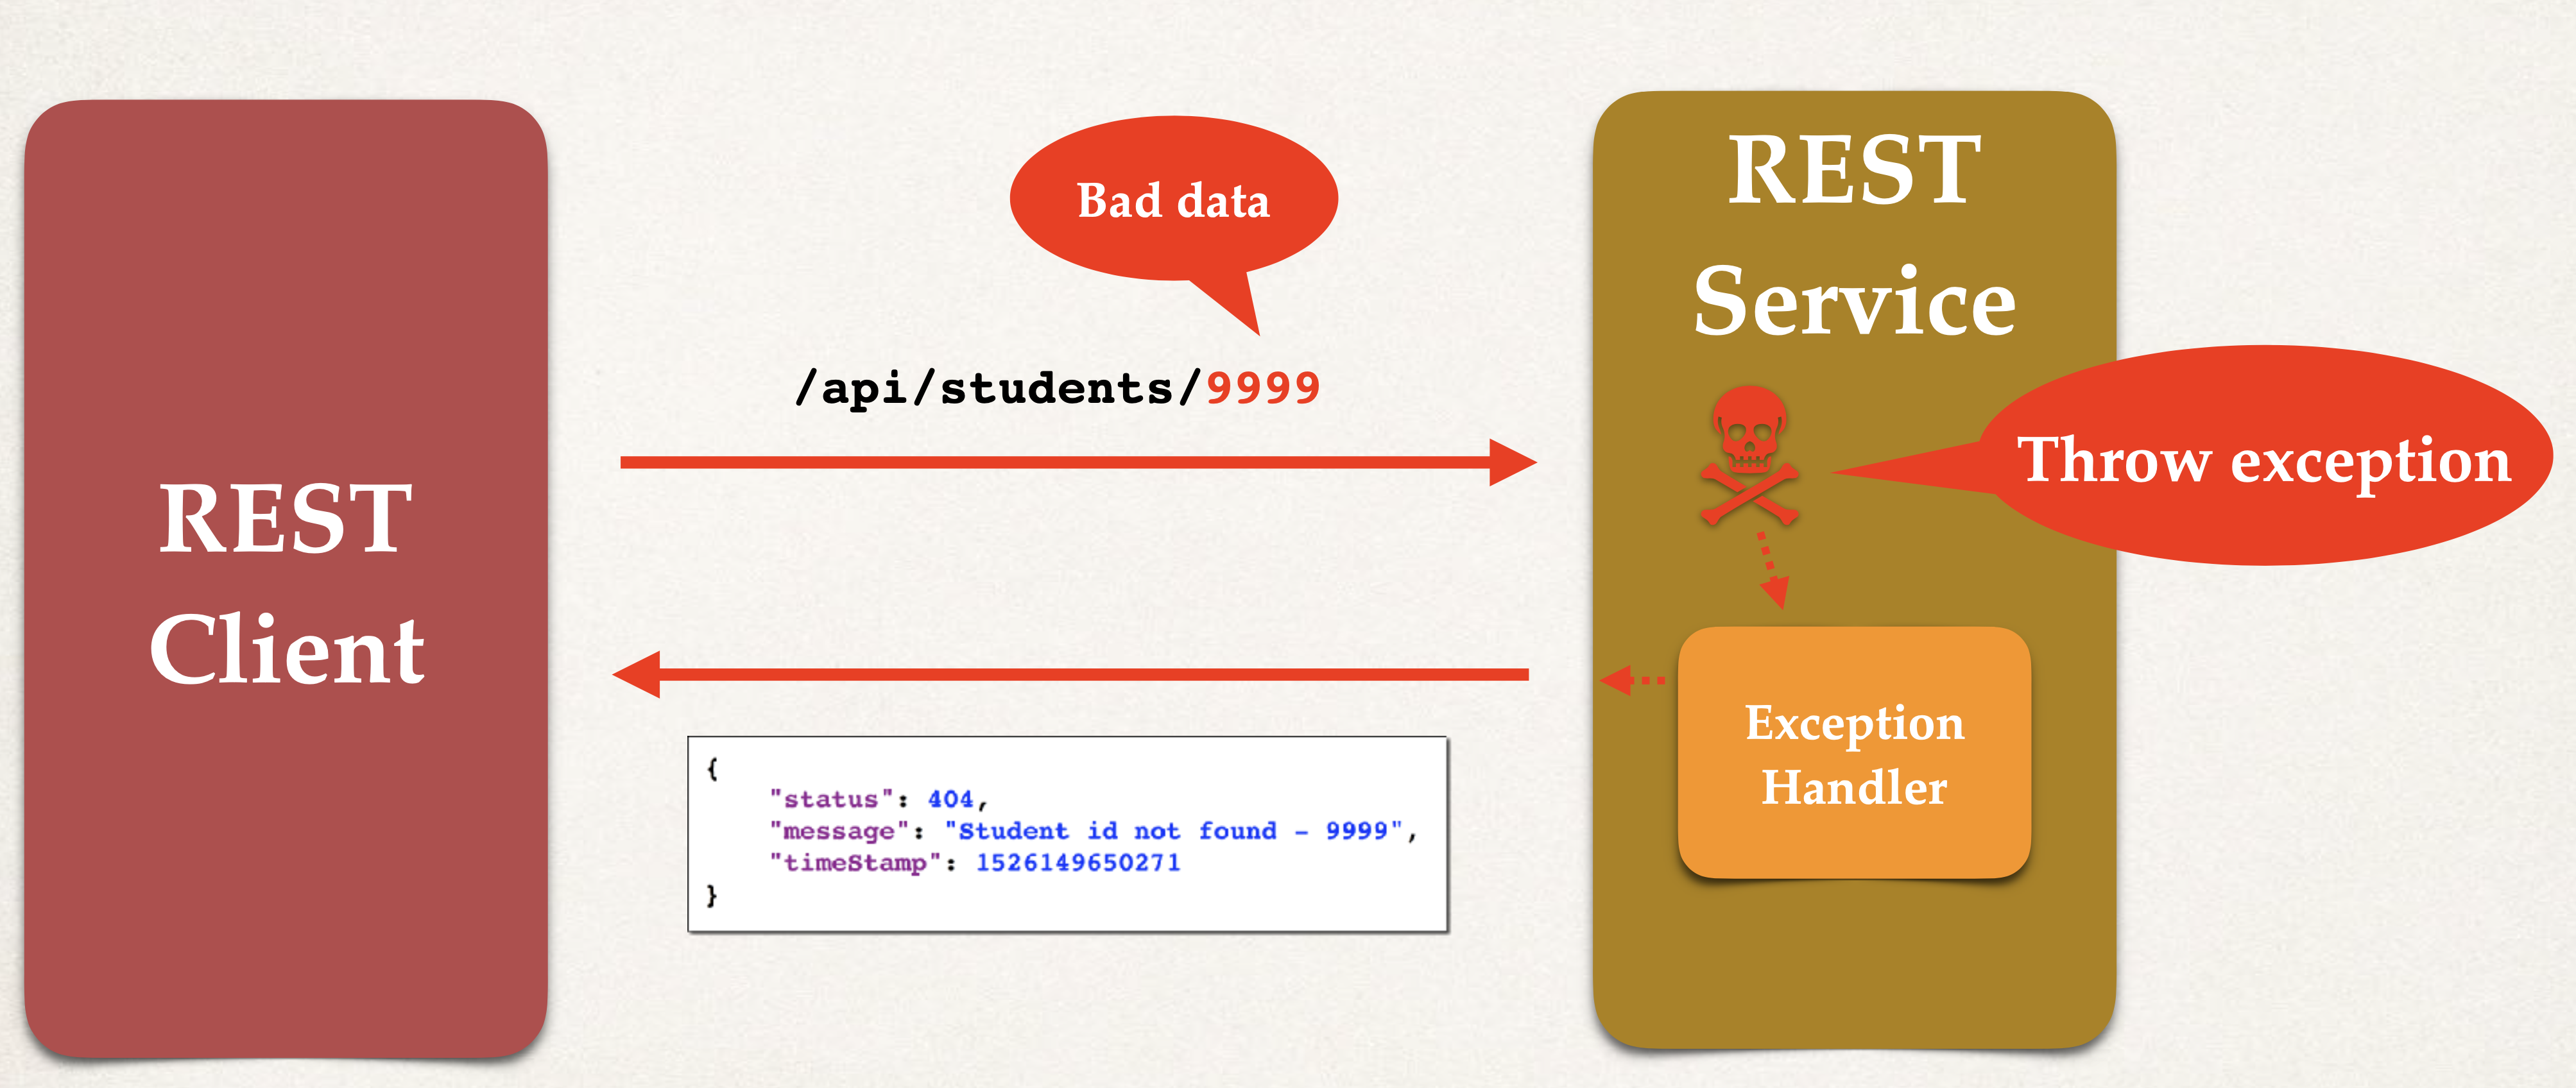 REST
Client
Bad data
/api/students/9999
{
"status": 404,
"message": "Student id not found - 9999",
"timeStamp": 1526149650271
}
REST
Service
Throw exception
Exception
Handler